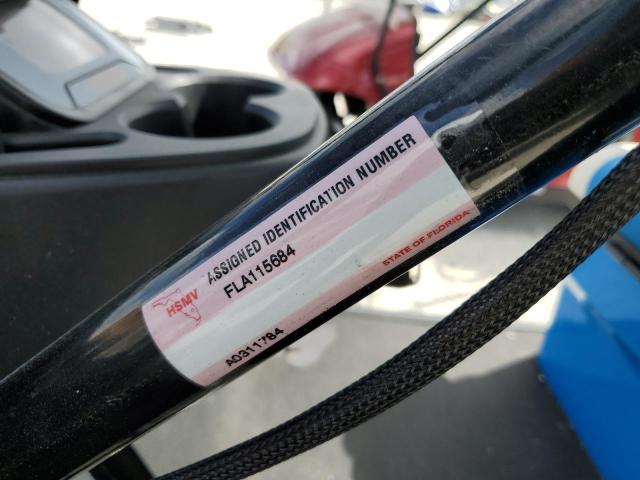 ASSIGNED IDENTIFICATION NUMBER
HSMV
FLA115684
STATE OF FLORIDA
A0311784